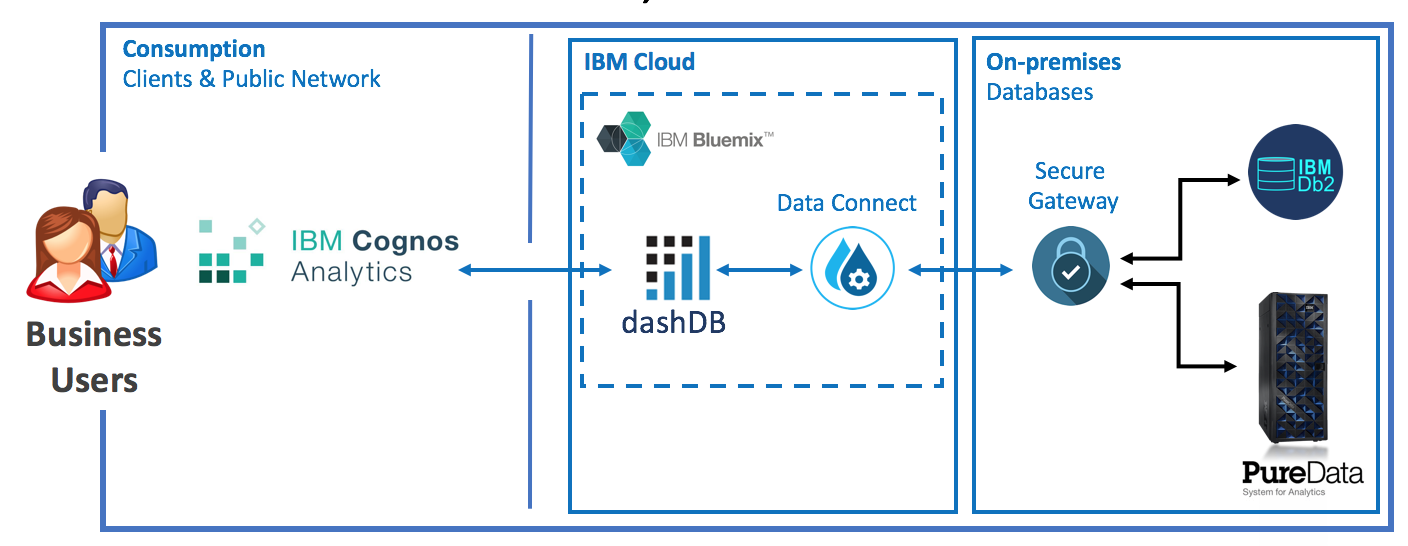 Consumption
Clients & Public Network
Business
Users
IBM Cognos
Analytics
IBM Cloud
IBM Bluemix™
Data Connect
dashDB
On-premises
Databases
Secure
Gateway
IBM
Db2
PureData
System for Analytics